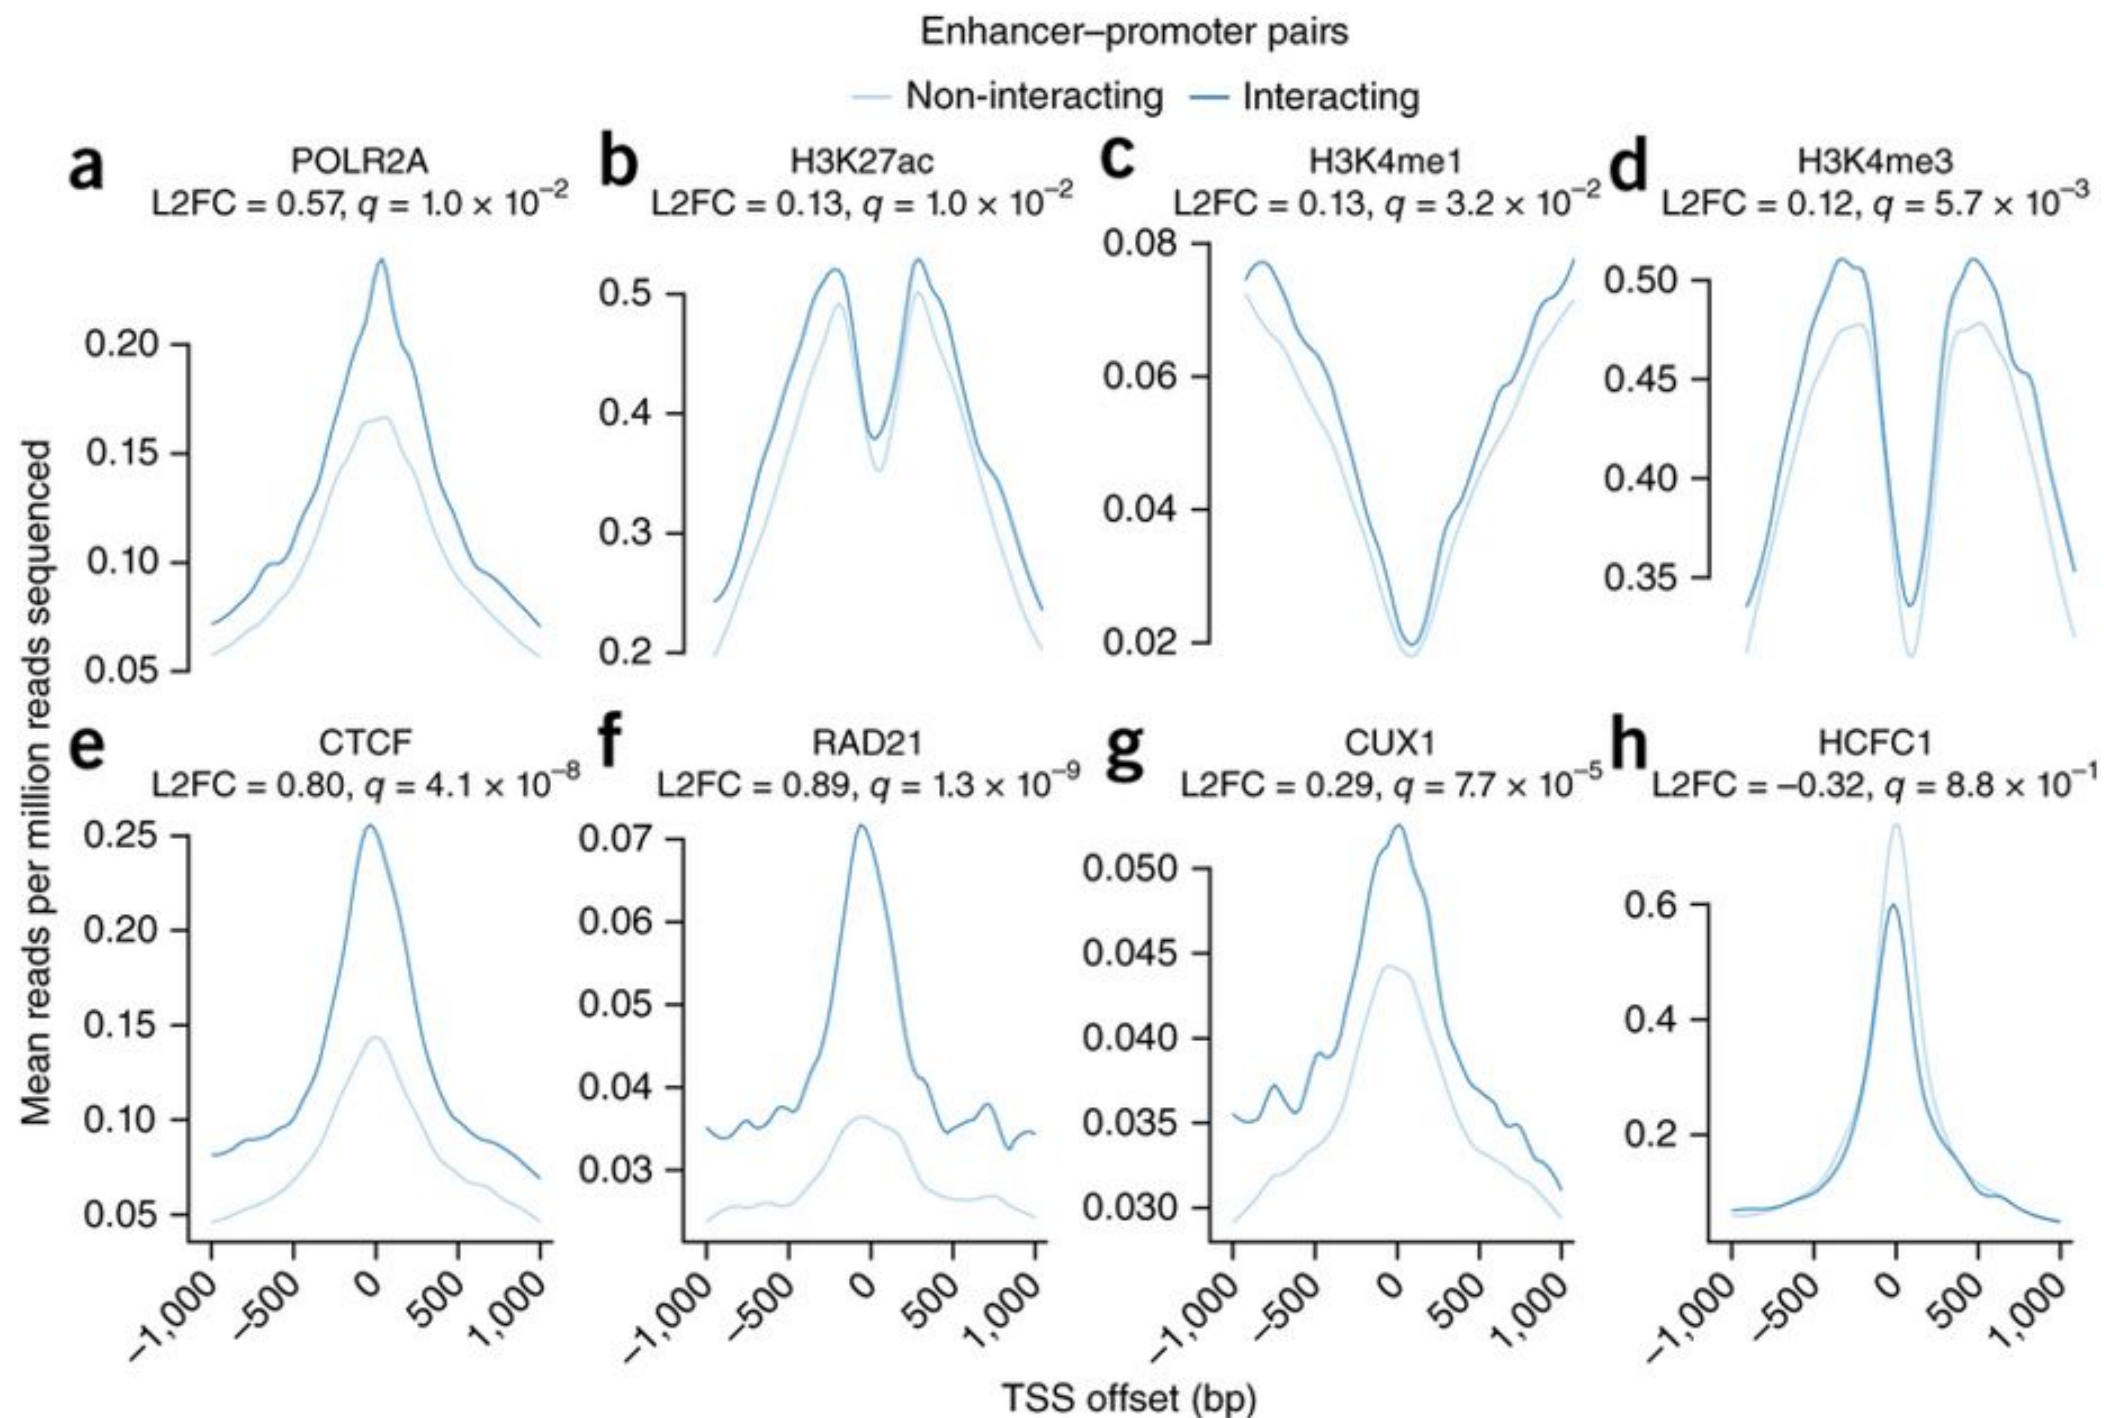 Enhancer–promoter pairs
Non-interacting Interacting
a POLR2A
L2FC = 0.57, q = 1.0 × 10⁻²
b H3K27ac
L2FC = 0.13, q = 1.0 × 10⁻²
c H3K4me1
L2FC = 0.13, q = 3.2 × 10⁻²
d H3K4me3
L2FC = 0.12, q = 5.7 × 10⁻³
0.20
0.15
0.10
0.05
0.5
0.4
0.3
0.2
0.08
0.06
0.04
0.02
0.50
0.45
0.40
0.35
Mean reads per million reads sequenced
e CTCF
L2FC = 0.80, q = 4.1 × 10⁻⁸
f RAD21
L2FC = 0.89, q = 1.3 × 10⁻⁹
g CUX1
L2FC = 0.29, q = 7.7 × 10⁻⁵
h HCFC1
L2FC = –0.32, q = 8.8 × 10⁻¹
0.25
0.20
0.15
0.10
0.05
0.07
0.06
0.05
0.04
0.03
0.050
0.045
0.040
0.035
0.030
0.6
0.4
0.2
–1,000 –500 0 500 1,000
–1,000 –500 0 500 1,000
–1,000 –500 0 500 1,000
–1,000 –500 0 500 1,000
TSS offset (bp)